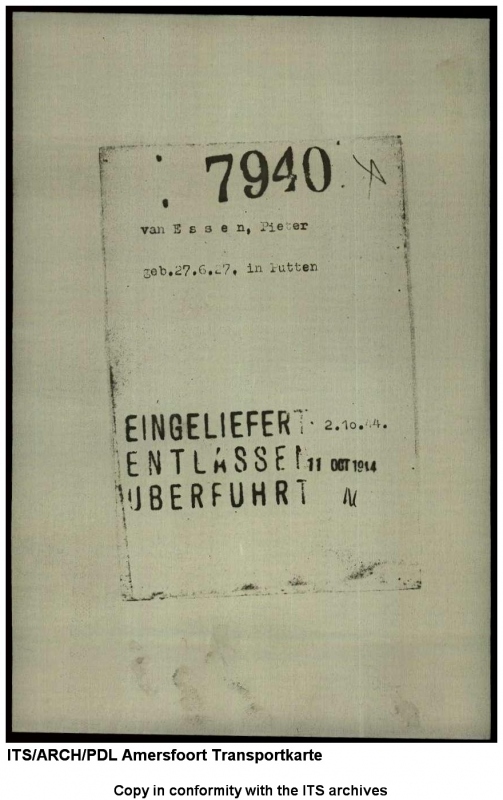 7940
van E s s e n, Pieter
geb.27.6.27. in Putten
EINGELIEFERT 2.10.44.
ENTLASSEN 11 OCT 1944
UBERFUHRT N
ITS/ARCH/PDL Amersfoort Transportkarte
Copy in conformity with the ITS archives